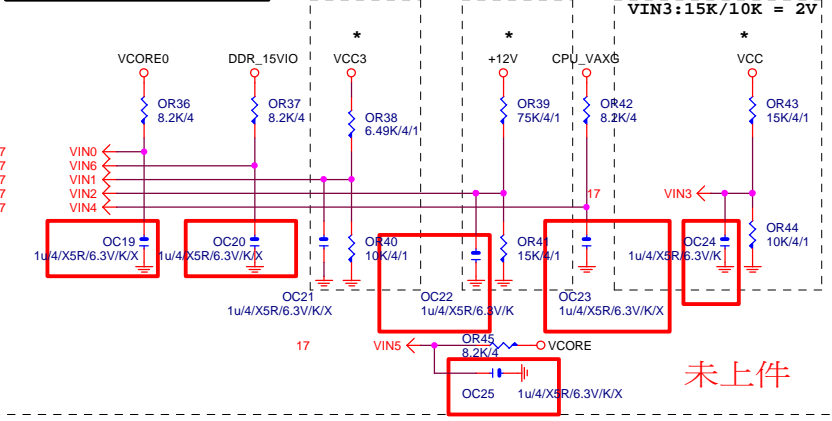 VIN3:15K/10K = 2V
*
*
*
VCORE0
DDR_15VIO
VCC3
+12V
CPU_VAXG
VCC
OR36
8.2K/4
OR37
8.2K/4
OR38
6.49K/4/1
OR39
75K/4/1
OR42
8.2K/4
OR43
15K/4/1
7
VIN0
7
VIN6
7
VIN1
7
VIN2
7
VIN4
17
VIN3
OC19
1u/4/X5R/6.3V/K/X
OC20
1u/4/X5R/6.3V/K/X
OR40
10K/4/1
OR41
15K/4/1
OC24
1u/4/X5R/6.3V/K
OR44
10K/4/1
OC21
1u/4/X5R/6.3V/K/X
OC22
1u/4/X5R/6.3V/K
OC23
1u/4/X5R/6.3V/K/X
17
VIN5
OR45
8.2K/4
VCORE
OC25
1u/4/X5R/6.3V/K/X
未上件